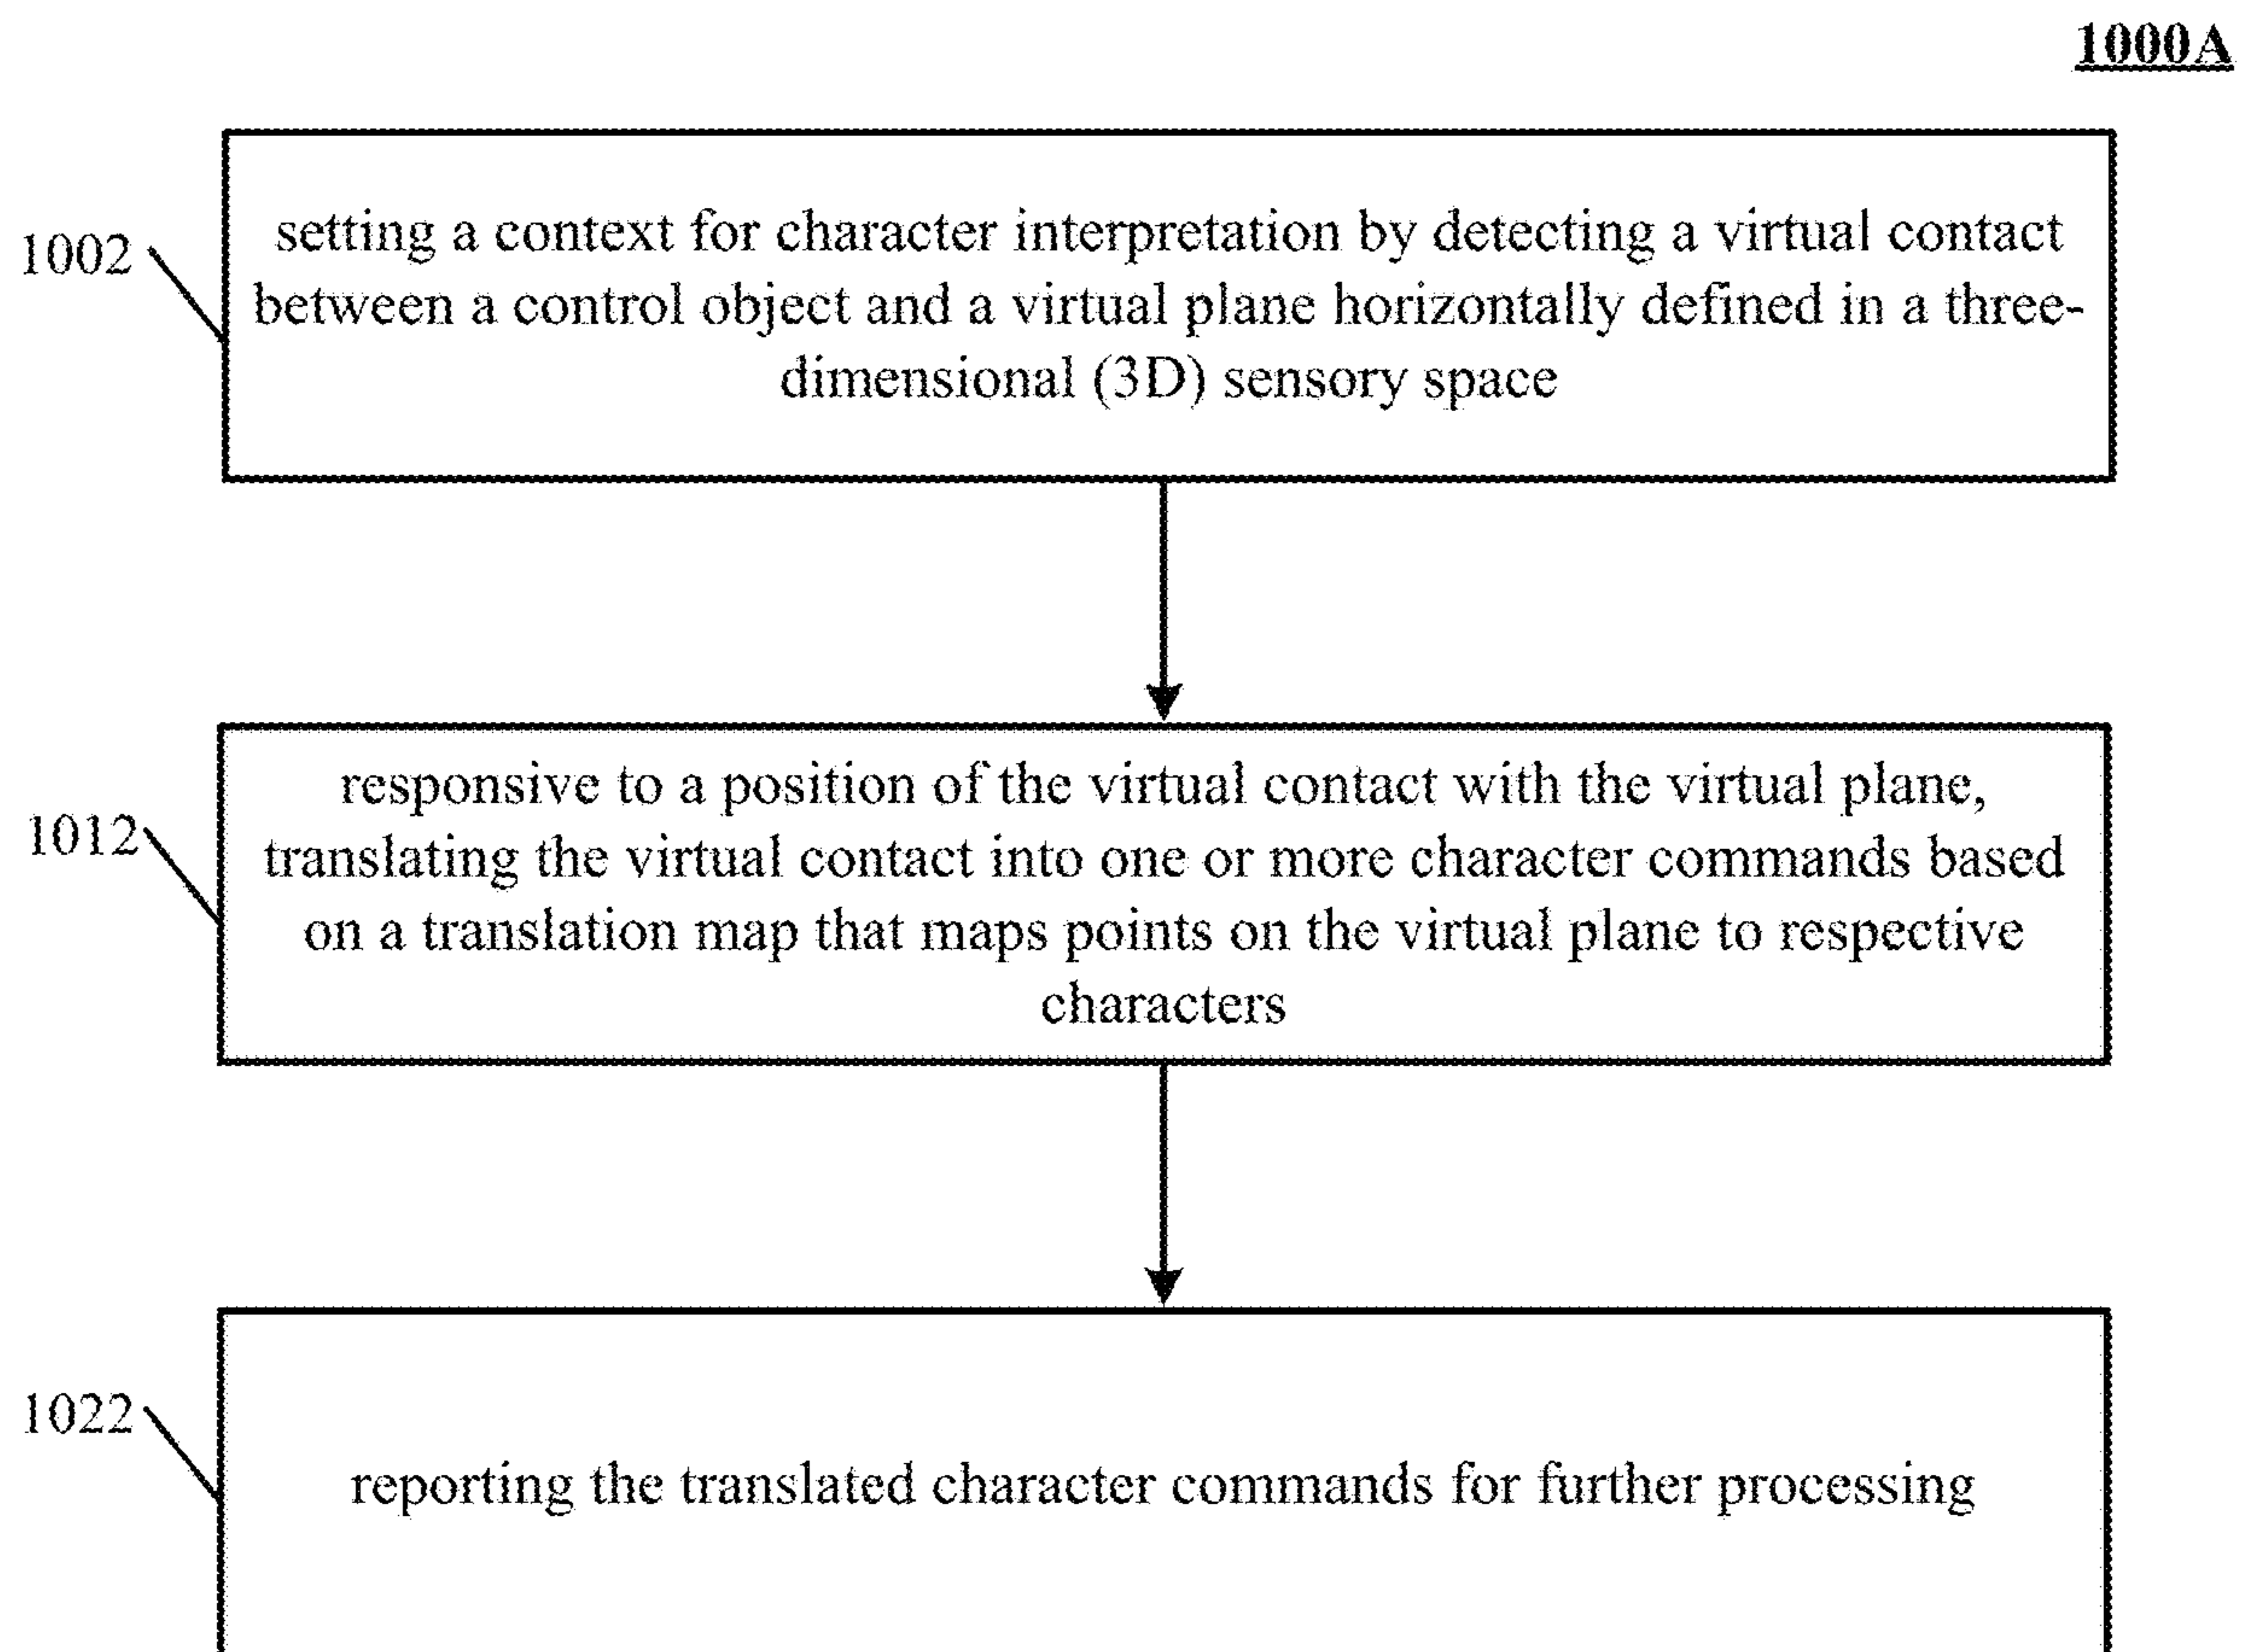 1000A
1002
setting a context for character interpretation by detecting a virtual contact
between a control object and a virtual plane horizontally defined in a three-
dimensional (3D) sensory space
1012
responsive to a position of the virtual contact with the virtual plane,
translating the virtual contact into one or more character commands based
on a translation map that maps points on the virtual plane to respective
characters
1022
reporting the translated character commands for further processing